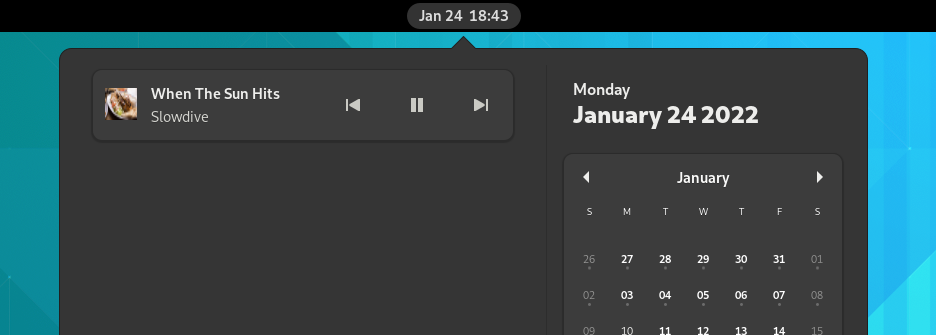 Jan 24 18:43
When The Sun Hits
Slowdive
Monday
January 24 2022
January
S M T W T F S
26 27 28 29 30 31 01
02 03 04 05 06 07 08
09 10 11 12 13 14 15